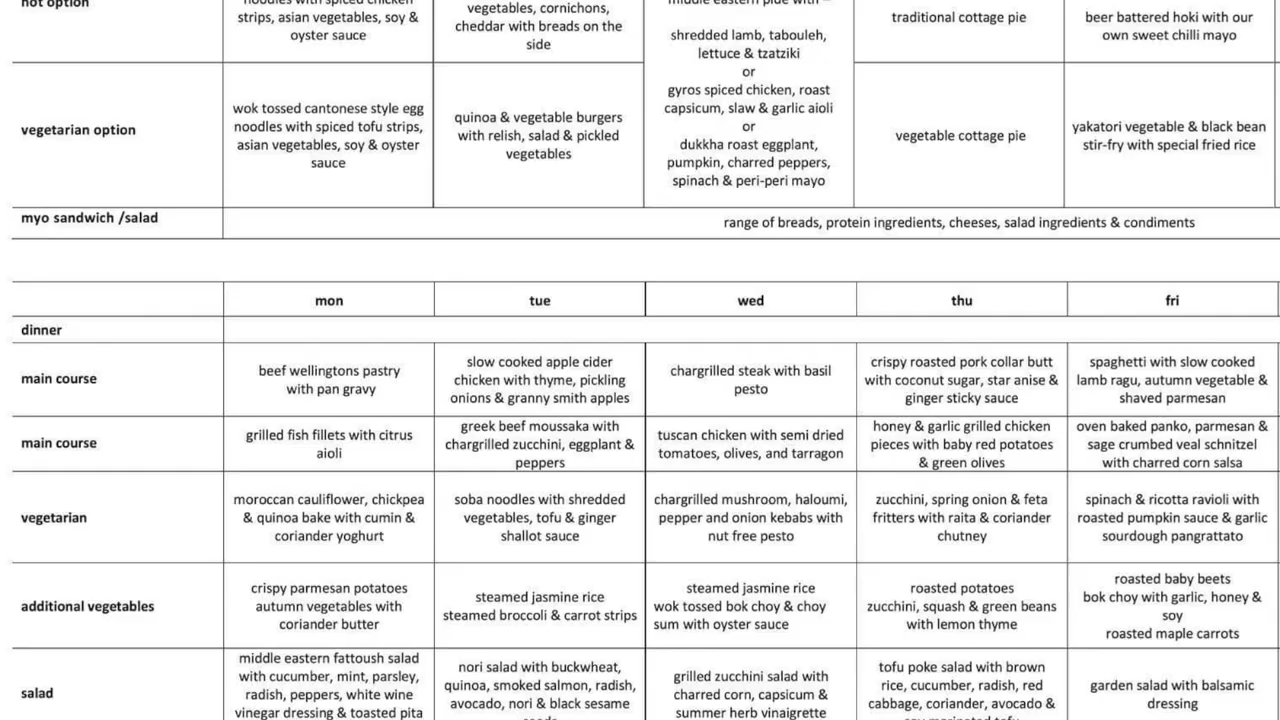 hot option
noodles with spiced chicken
strips, asian vegetables, soy &
oyster sauce
vegetables, cornichons,
cheddar with breads on the
side
middle eastern pide with –
shredded lamb, tabouleh,
lettuce & tzatziki
or
gyros spiced chicken, roast
capsicum, slaw & garlic aioli
or
dukkha roast eggplant,
pumpkin, charred peppers,
spinach & peri-peri mayo
traditional cottage pie
beer battered hoki with our
own sweet chilli mayo
vegetarian option
wok tossed cantonese style egg
noodles with spiced tofu strips,
asian vegetables, soy & oyster
sauce
quinoa & vegetable burgers
with relish, salad & pickled
vegetables
vegetable cottage pie
yakatori vegetable & black bean
stir-fry with special fried rice
myo sandwich /salad
range of breads, protein ingredients, cheeses, salad ingredients & condiments
mon
tue
wed
thu
fri
dinner
main course
beef wellingtons pastry
with pan gravy
slow cooked apple cider
chicken with thyme, pickling
onions & granny smith apples
chargrilled steak with basil
pesto
crispy roasted pork collar butt
with coconut sugar, star anise &
ginger sticky sauce
spaghetti with slow cooked
lamb ragu, autumn vegetable &
shaved parmesan
main course
grilled fish fillets with citrus
aioli
greek beef moussaka with
chargrilled zucchini, eggplant &
peppers
tuscan chicken with semi dried
tomatoes, olives, and tarragon
honey & garlic grilled chicken
pieces with baby red potatoes
& green olives
oven baked panko, parmesan &
sage crumbed veal schnitzel
with charred corn salsa
vegetarian
moroccan cauliflower, chickpea
& quinoa bake with cumin &
coriander yoghurt
soba noodles with shredded
vegetables, tofu & ginger
shallot sauce
chargrilled mushroom, haloumi,
pepper and onion kebabs with
nut free pesto
zucchini, spring onion & feta
fritters with raita & coriander
chutney
spinach & ricotta ravioli with
roasted pumpkin sauce & garlic
sourdough pangrattato
additional vegetables
crispy parmesan potatoes
autumn vegetables with
coriander butter
steamed jasmine rice
steamed broccoli & carrot strips
steamed jasmine rice
wok tossed bok choy & choy
sum with oyster sauce
roasted potatoes
zucchini, squash & green beans
with lemon thyme
roasted baby beets
bok choy with garlic, honey &
soy
roasted maple carrots
salad
middle eastern fattoush salad
with cucumber, mint, parsley,
radish, peppers, white wine
vinegar dressing & toasted pita
nori salad with buckwheat,
quinoa, smoked salmon, radish,
avocado, nori & black sesame
grilled zucchini salad with
charred corn, capsicum &
summer herb vinaigrette
tofu poke salad with brown
rice, cucumber, radish, red
cabbage, coriander, avocado &
garden salad with balsamic
dressing